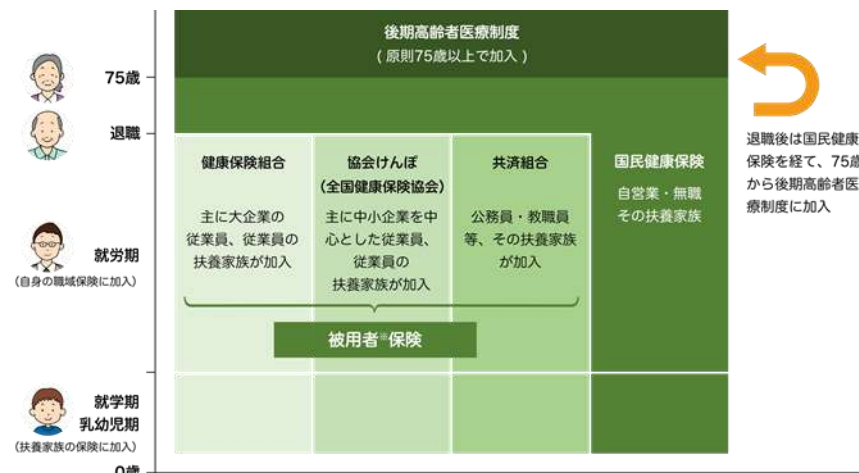 後期高齢者医療制度
(原則75歳以上で加入)
75歳
退職
退職後は国民健康
保険を経て、75歳
から後期高齢者医
療制度に加入
健康保険組合
主に大企業の
従業員、従業員の
扶養家族が加入
協会けんぽ
(全国健康保険協会)
主に中小企業を中
心とした従業員、
従業員の
扶養家族が加入
共済組合
公務員・教職員
等、その扶養家族
が加入
国民健康保険
自営業・無職
その扶養家族
就労期
(自身の職域保険に加入)
被用者※保険
就学期
乳幼児期
(扶養家族の保険に加入)
0歳